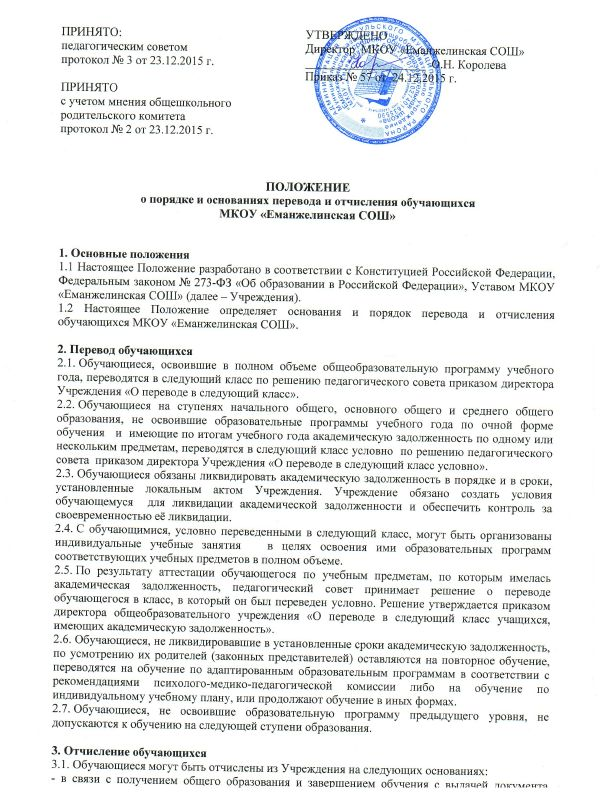 ПРИНЯТО:
педагогическим советом
протокол № 3 от 23.12.2015 г.
ПРИНЯТО
с учетом мнения общешкольного
родительского комитета
протокол № 2 от 23.12.2015 г.
УТВЕРЖДЕНО
Директор МКОУ «Еманжелинская СОШ»
О.Н. Королева
Приказ № 57 от 24.12.2015 г.
ПОЛОЖЕНИЕ
о порядке и основаниях перевода и отчисления обучающихся
МКОУ «Еманжелинская СОШ»
1. Основные положения
1.1 Настоящее Положение разработано в соответствии с Конституцией Российской Федерации,
Федеральным законом № 273-ФЗ «Об образовании в Российской Федерации», Уставом МКОУ
«Еманжелинская СОШ» (далее – Учреждения).
1.2 Настоящее Положение определяет основания и порядок перевода и отчисления
обучающихся МКОУ «Еманжелинская СОШ».
2. Перевод обучающихся
2.1. Обучающиеся, освоившие в полном объеме общеобразовательную программу учебного
года, переводятся в следующий класс по решению педагогического совета приказом директора
Учреждения «О переводе в следующий класс».
2.2. Обучающиеся на ступенях начального общего, основного общего и среднего общего
образования, не освоившие образовательные программы учебного года по очной форме
обучения и имеющие по итогам учебного года академическую задолженность по одному или
нескольким предметам, переводятся в следующий класс условно по решению педагогического
совета приказом директора Учреждения «О переводе в следующий класс условно».
2.3. Обучающиеся обязаны ликвидировать академическую задолженность в порядке и в сроки,
установленные локальным актом Учреждения. Учреждение обязано создать условия
обучающемуся для ликвидации академической задолженности и обеспечить контроль за
своевременностью её ликвидации.
2.4. С обучающимися, условно переведенными в следующий класс, могут быть организованы
индивидуальные учебные занятия в целях освоения ими образовательных программ
соответствующих учебных предметов в полном объеме.
2.5. По результату аттестации обучающегося по учебным предметам, по которым имелась
академическая задолженность, педагогический совет принимает решение о переводе
обучающегося в класс, в который он был переведен условно. Решение утверждается приказом
директора общеобразовательного учреждения «О переводе в следующий класс учащихся,
имеющих академическую задолженность».
2.6. Обучающиеся, не ликвидировавшие в установленные сроки академическую задолженность,
по усмотрению их родителей (законных представителей) оставляются на повторное обучение,
переводятся на обучение по адаптированным образовательным программам в соответствии с
рекомендациями психолого-медико-педагогической комиссии либо на обучение по
индивидуальному учебному плану, или продолжают обучение в иных формах.
2.7. Обучающиеся, не освоившие образовательную программу предыдущего уровня, не
допускаются к обучению на следующей ступени образования.
3. Отчисление обучающихся
3.1. Обучающиеся могут быть отчислены из Учреждения на следующих основаниях:
- в связи с получением общего образования и завершением обучения с выдачей документа